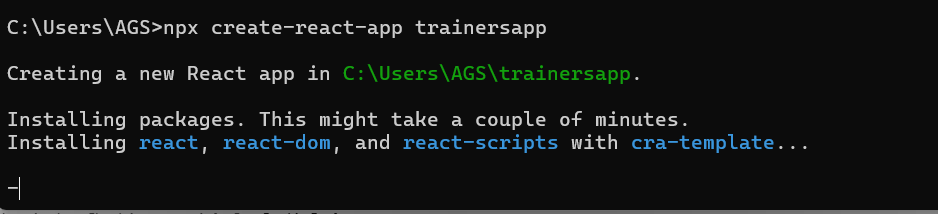 C:\Users\AGS>npx create-react-app trainersapp
Creating a new React app in C:\Users\AGS\trainersapp.
Installing packages. This might take a couple of minutes.
Installing react, react-dom, and react-scripts with cra-template...
-